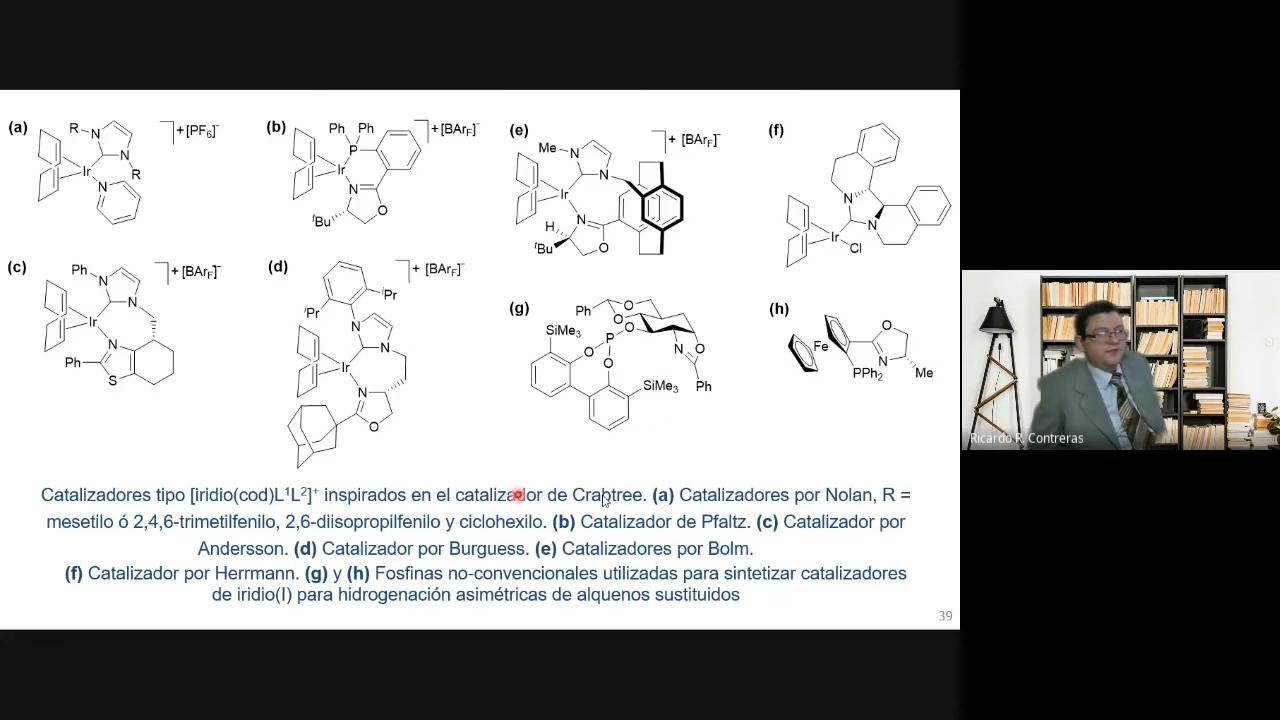 (a)
R
N
N
R
Ir
N
+[PF₆]⁻
(b)
Ph Ph
P
Ir
N
O
ᵗBu
+[BArF]⁻
(e)
Me
N
N
Ir
N
H
O
ᵗBu
+ [BArF]⁻
(f)
N
N
Ir
Cl
(c)
Ph
N
N
Ir
N
Ph
S
+[BArF]⁻
(d)
ⁱPr
ⁱPr
N
N
Ir
N
O
+ [BArF]⁻
(g)
Ph
O
O
O
P
O
O
N
O
Ph
SiMe₃
SiMe₃
(h)
Fe
O
N
PPh₂
Me
Catalizadores tipo [iridio(cod)L¹L²]⁺ inspirados en el catalizador de Crabtree. (a) Catalizadores por Nolan, R =
mesetilo ó 2,4,6-trimetilfenilo, 2,6-diisopropilfenilo y ciclohexilo. (b) Catalizador de Pfaltz. (c) Catalizador por
Andersson. (d) Catalizador por Burguess. (e) Catalizadores por Bolm.
(f) Catalizador por Herrmann. (g) y (h) Fosfinas no-convencionales utilizadas para sintetizar catalizadores
de iridio(I) para hidrogenación asimétricas de alquenos sustituidos
39
Ricardo R. Contreras